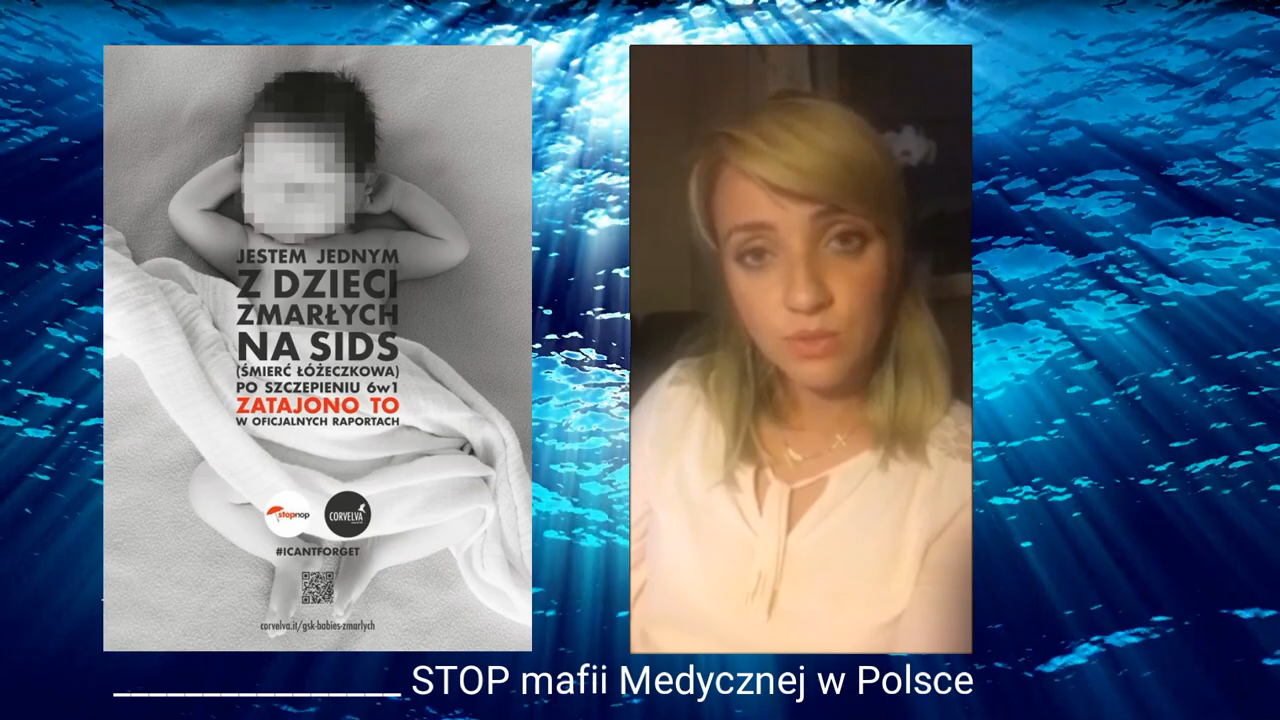 JESTEM JEDNYM
Z DZIECI
ZMARŁYCH
NA SIDS
(ŚMIERĆ ŁÓŻECZKOWA)
PO SZCZEPIENIU 6w1
ZATAJONO TO
W OFICJALNYCH RAPORTACH
stopnop
CORVELVA
#ICANTFORGET
corvelva.it/gsk-babies-zmarlych
________________ STOP mafii Medycznej w Polsce